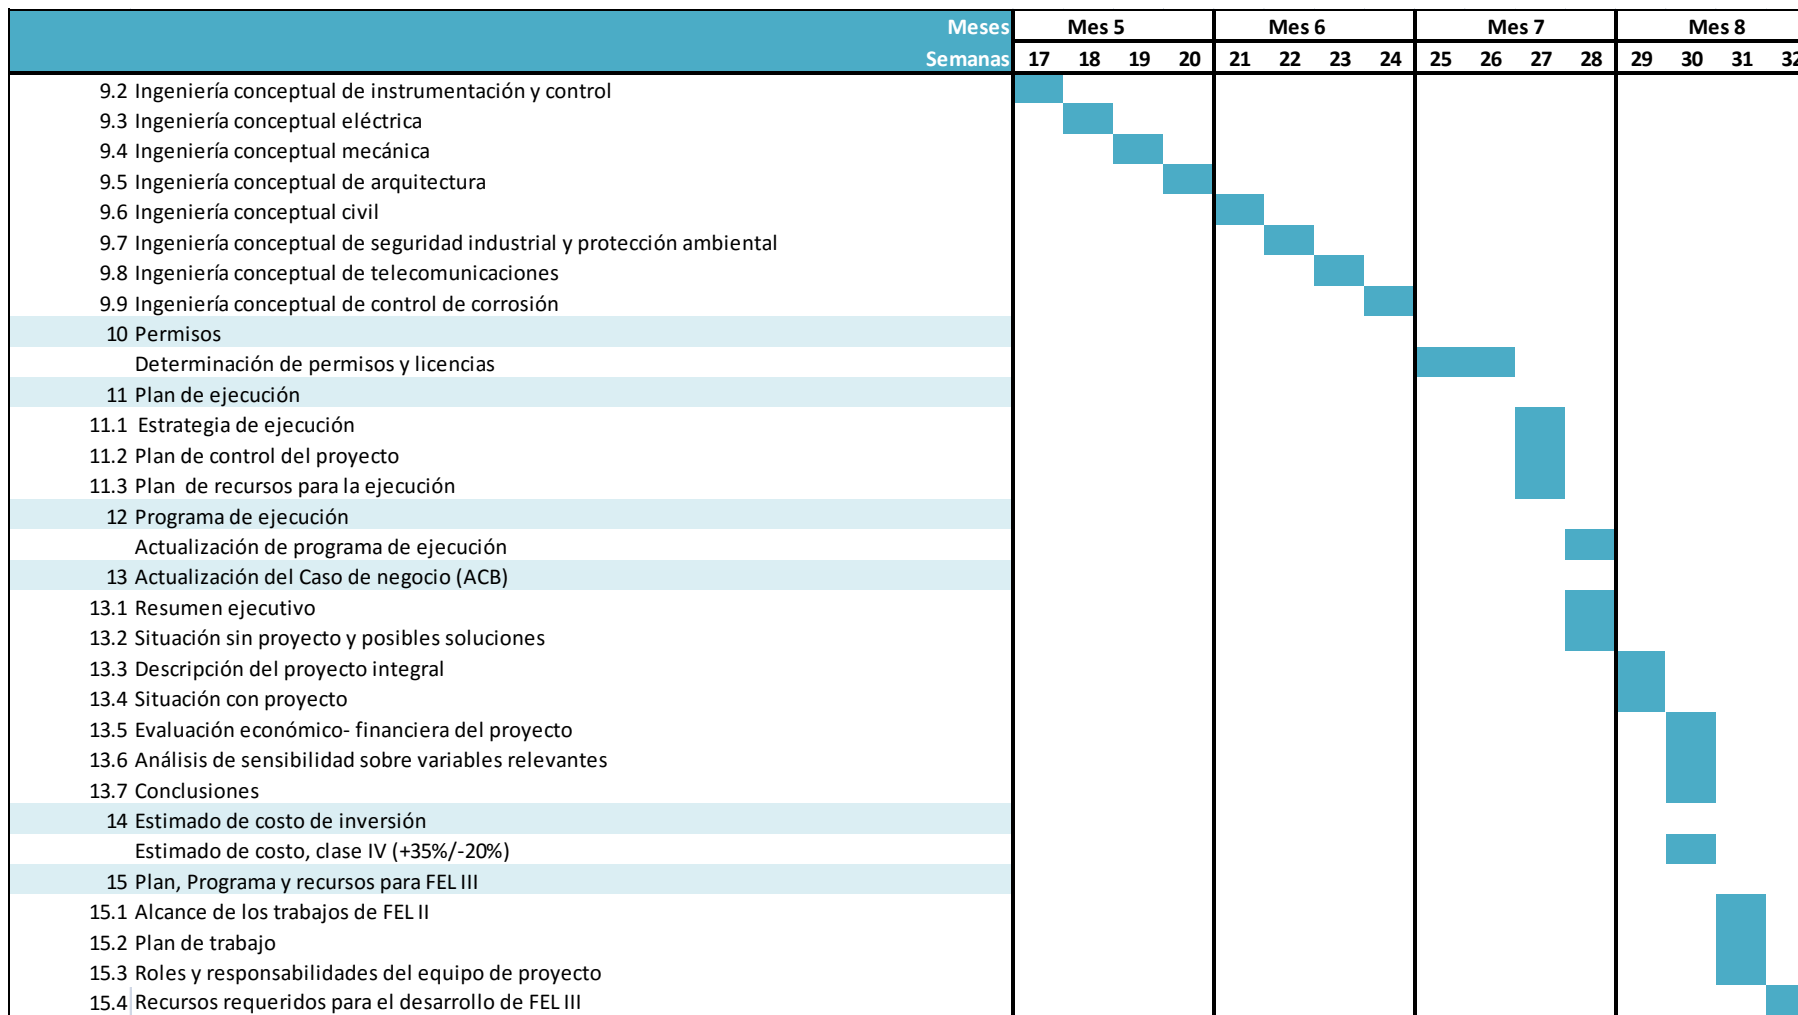 Meses Mes 5 Mes 6 Mes 7 Mes 8
Semanas 17 18 19 20 21 22 23 24 25 26 27 28 29 30 31 32
9.2 Ingeniería conceptual de instrumentación y control
9.3 Ingeniería conceptual eléctrica
9.4 Ingeniería conceptual mecánica
9.5 Ingeniería conceptual de arquitectura
9.6 Ingeniería conceptual civil
9.7 Ingeniería conceptual de seguridad industrial y protección ambiental
9.8 Ingeniería conceptual de telecomunicaciones
9.9 Ingeniería conceptual de control de corrosión
10 Permisos
Determinación de permisos y licencias
11 Plan de ejecución
11.1 Estrategia de ejecución
11.2 Plan de control del proyecto
11.3 Plan de recursos para la ejecución
12 Programa de ejecución
Actualización de programa de ejecución
13 Actualización del Caso de negocio (ACB)
13.1 Resumen ejecutivo
13.2 Situación sin proyecto y posibles soluciones
13.3 Descripción del proyecto integral
13.4 Situación con proyecto
13.5 Evaluación económico- financiera del proyecto
13.6 Análisis de sensibilidad sobre variables relevantes
13.7 Conclusiones
14 Estimado de costo de inversión
Estimado de costo, clase IV (+35%/-20%)
15 Plan, Programa y recursos para FEL III
15.1 Alcance de los trabajos de FEL II
15.2 Plan de trabajo
15.3 Roles y responsabilidades del equipo de proyecto
15.4 Recursos requeridos para el desarrollo de FEL III